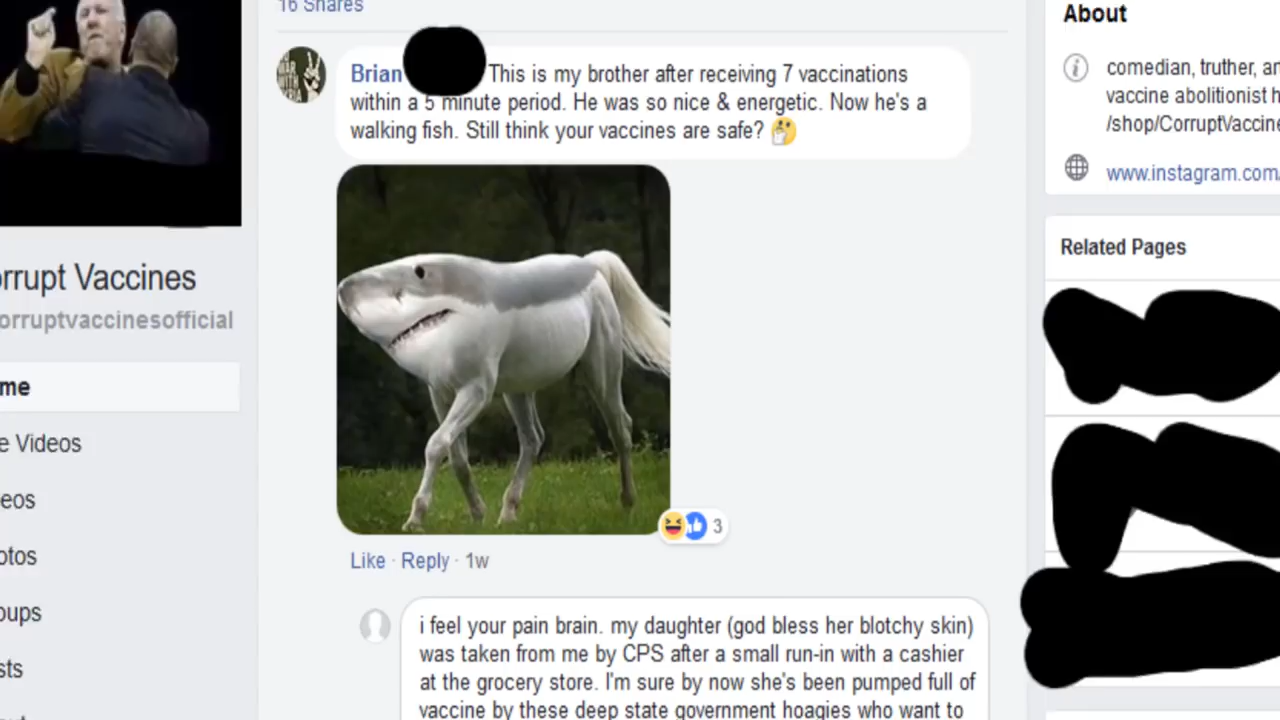 16 Shares
Brian This is my brother after receiving 7 vaccinations
within a 5 minute period. He was so nice & energetic. Now he's a
walking fish. Still think your vaccines are safe?
Like · Reply · 1w
3
i feel your pain brain. my daughter (god bless her blotchy skin)
was taken from me by CPS after a small run-in with a cashier
at the grocery store. I'm sure by now she's been pumped full of
vaccine by these deep state government hoagies who want to
orrupt Vaccines
orruptvaccinesofficial
me
e Videos
eos
otos
oups
sts
About
comedian, truther, an
vaccine abolitionist h
/shop/CorruptVaccine
www.instagram.com/
Related Pages